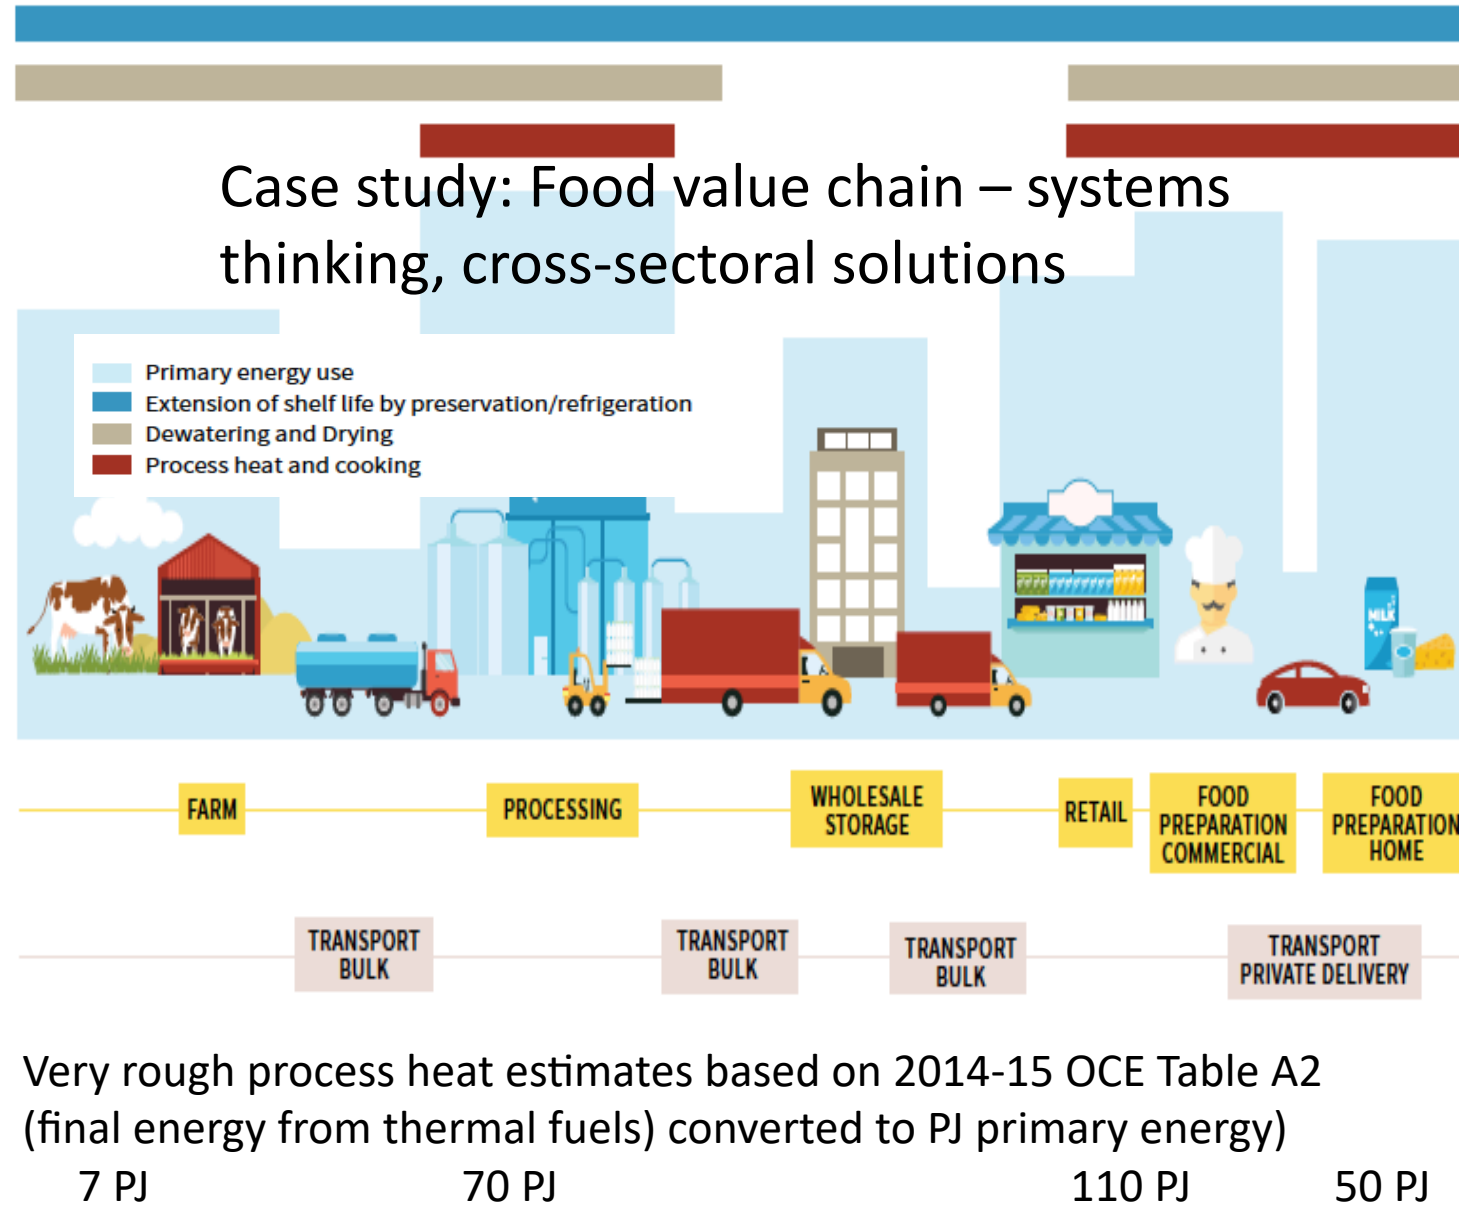 Case study: Food value chain – systems
thinking, cross-sectoral solutions
Primary energy use
Extension of shelf life by preservation/refrigeration
Dewatering and Drying
Process heat and cooking
MILK
FARM
PROCESSING
WHOLESALE
STORAGE
RETAIL
FOOD
PREPARATION
COMMERCIAL
FOOD
PREPARATION
HOME
TRANSPORT
BULK
TRANSPORT
BULK
TRANSPORT
BULK
TRANSPORT
PRIVATE DELIVERY
Very rough process heat estimates based on 2014-15 OCE Table A2
(final energy from thermal fuels) converted to PJ primary energy)
7 PJ 70 PJ 110 PJ 50 PJ